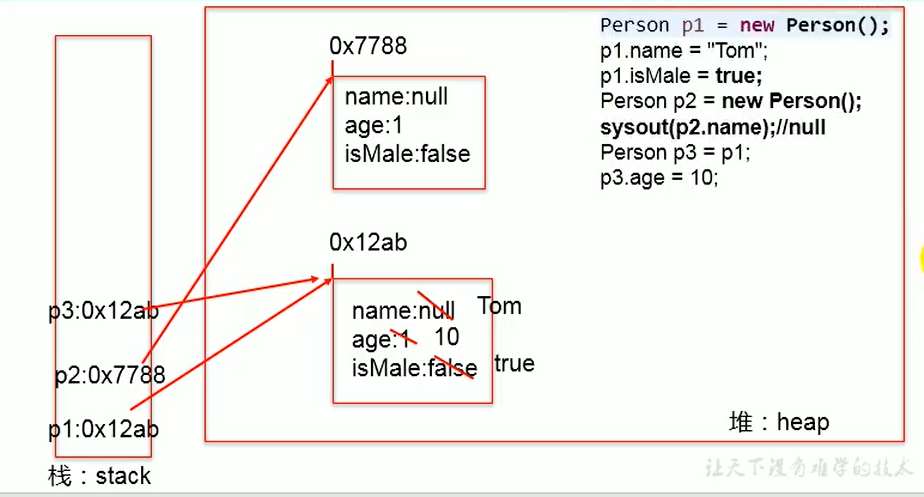 Person p1 = new Person();
p1.name = "Tom";
p1.isMale = true;
Person p2 = new Person();
sysout(p2.name);//null
Person p3 = p1;
p3.age = 10;
0x7788
name:null
age:1
isMale:false
0x12ab
name:null Tom
age:1 10
isMale:false true
p3:0x12ab
p2:0x7788
p1:0x12ab
栈：stack
堆：heap
让天下没有难学的技术